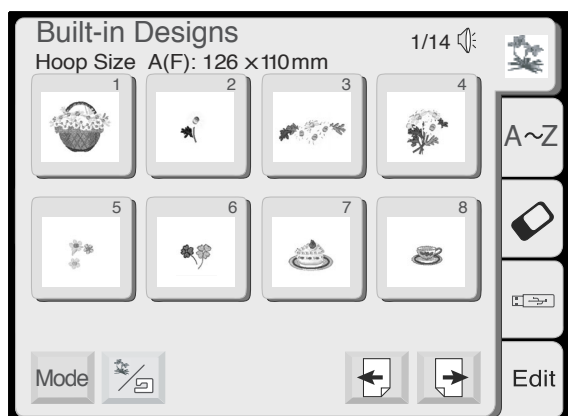 Built-in Designs
1/14
Hoop Size A(F): 126 ×110mm
1 2 3 4
A~Z
5 6 7 8
Mode
Edit